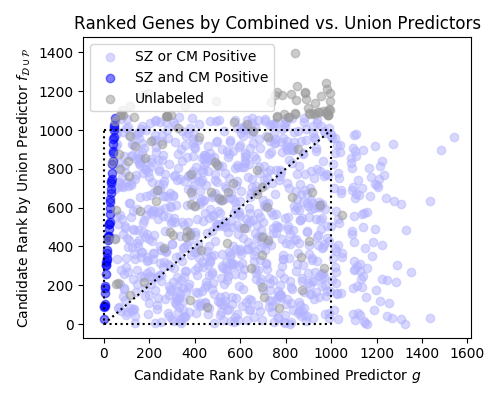 Ranked Genes by Combined vs. Union Predictors
SZ or CM Positive
SZ and CM Positive
Unlabeled
Candidate Rank by Union Predictor f_{D∪P}
1400
1200
1000
800
600
400
200
0
0 200 400 600 800 1000 1200 1400 1600
Candidate Rank by Combined Predictor g